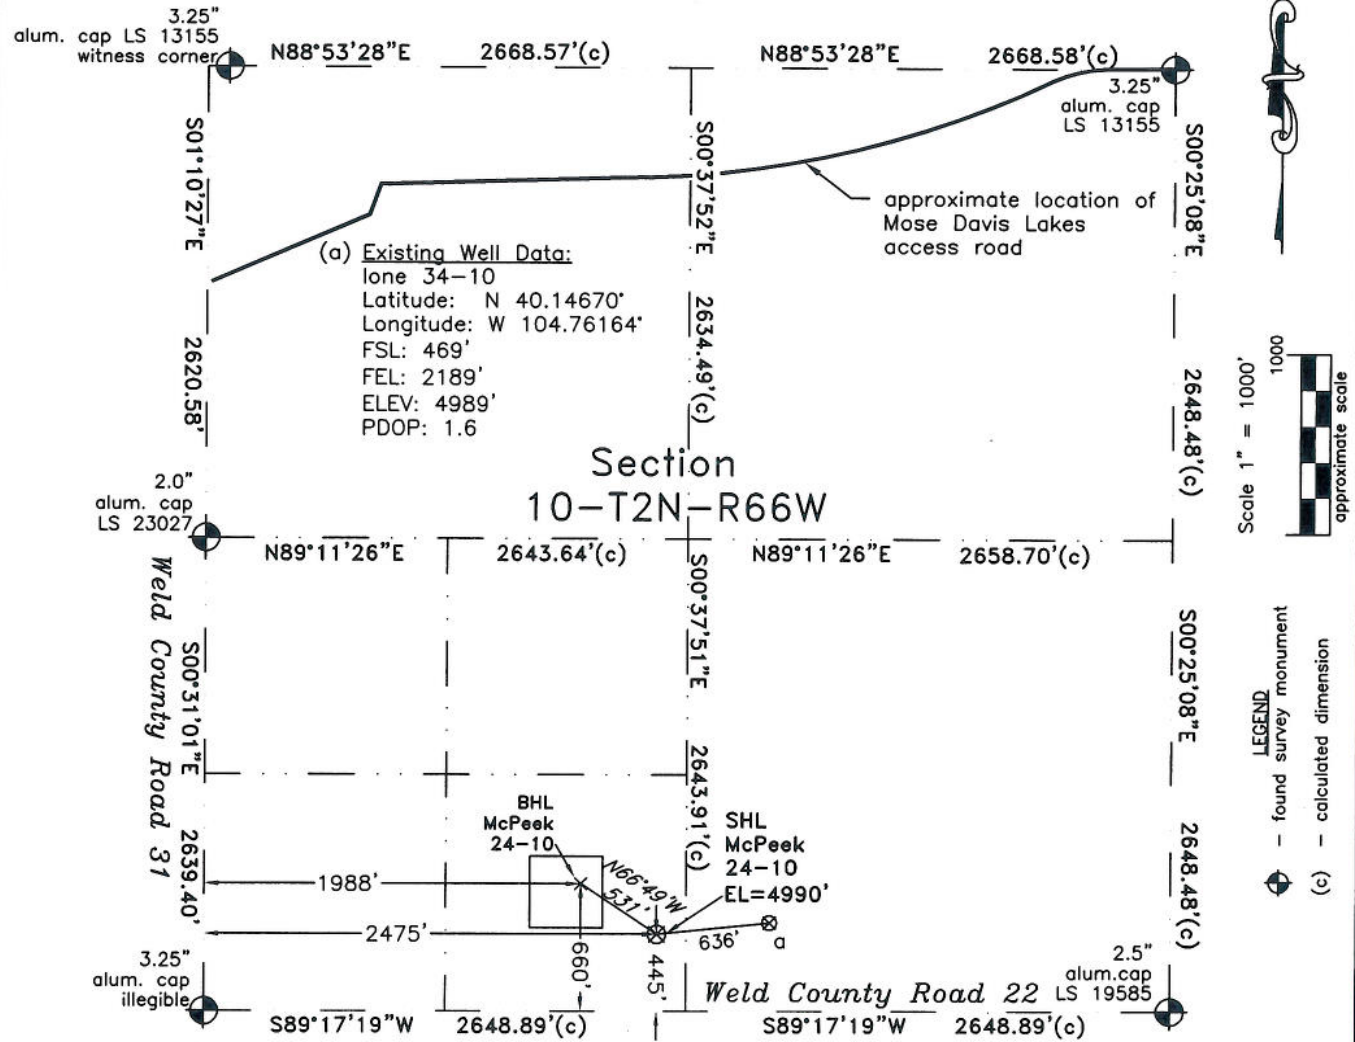 3.25"
alum. cap LS 13155
witness corner
N88°53'28"E
2668.57'(c)
N88°53'28"E
2668.58'(c)
3.25"
alum. cap
LS 13155
S01°10'27"E
S00°37'52"E
S00°25'08"E
approximate location of
Mose Davis Lakes
access road
(a) Existing Well Data:
Ione 34-10
Latitude: N 40.14670°
Longitude: W 104.76164°
FSL: 469'
FEL: 2189'
ELEV: 4989'
PDOP: 1.6
2620.58'
2634.49'(c)
2648.48'(c)
Scale 1" = 1000'
1000
approximate scale
Section
10-T2N-R66W
2.0"
alum. cap
LS 23027
N89°11'26"E
2643.64'(c)
N89°11'26"E
2658.70'(c)
Weld County Road 31
S00°31'01"E
S00°37'51"E
S00°25'08"E
LEGEND
- found survey monument
(c) - calculated dimension
2639.40'
2643.91'(c)
2648.48'(c)
BHL
McPeek
24-10
SHL
McPeek
24-10
EL=4990'
N66°49'W
531'
1988'
2475'
636'
a
660'
445'
3.25"
alum. cap
illegible
Weld County Road 22
2.5"
alum.cap
LS 19585
S89°17'19"W
2648.89'(c)
S89°17'19"W
2648.89'(c)